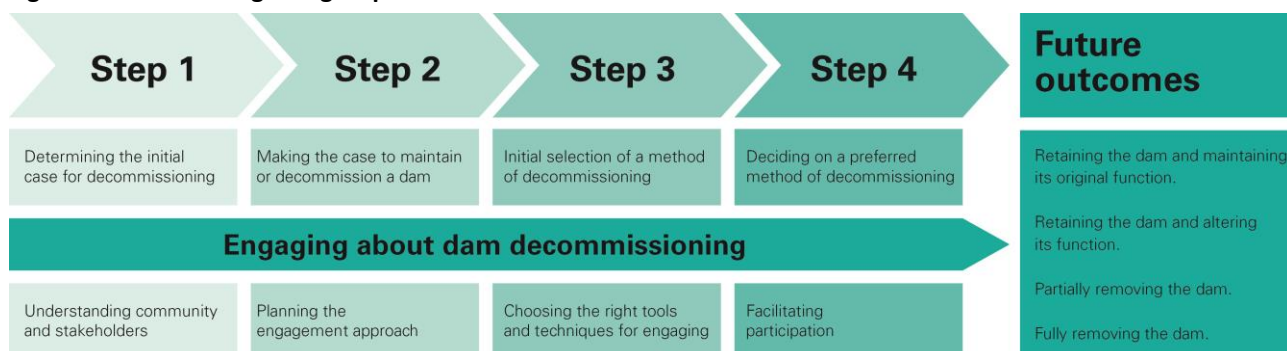 Step 1
Step 2
Step 3
Step 4
Future
outcomes
Determining the initial
case for decommissioning
Making the case to maintain
or decommission a dam
Initial selection of a method
of decommissioning
Deciding on a preferred
method of decommissioning
Engaging about dam decommissioning
Understanding community
and stakeholders
Planning the
engagement approach
Choosing the right tools
and techniques for engaging
Facilitating
participation
Retaining the dam and maintaining
its original function.
Retaining the dam and altering
its function.
Partially removing the dam.
Fully removing the dam.